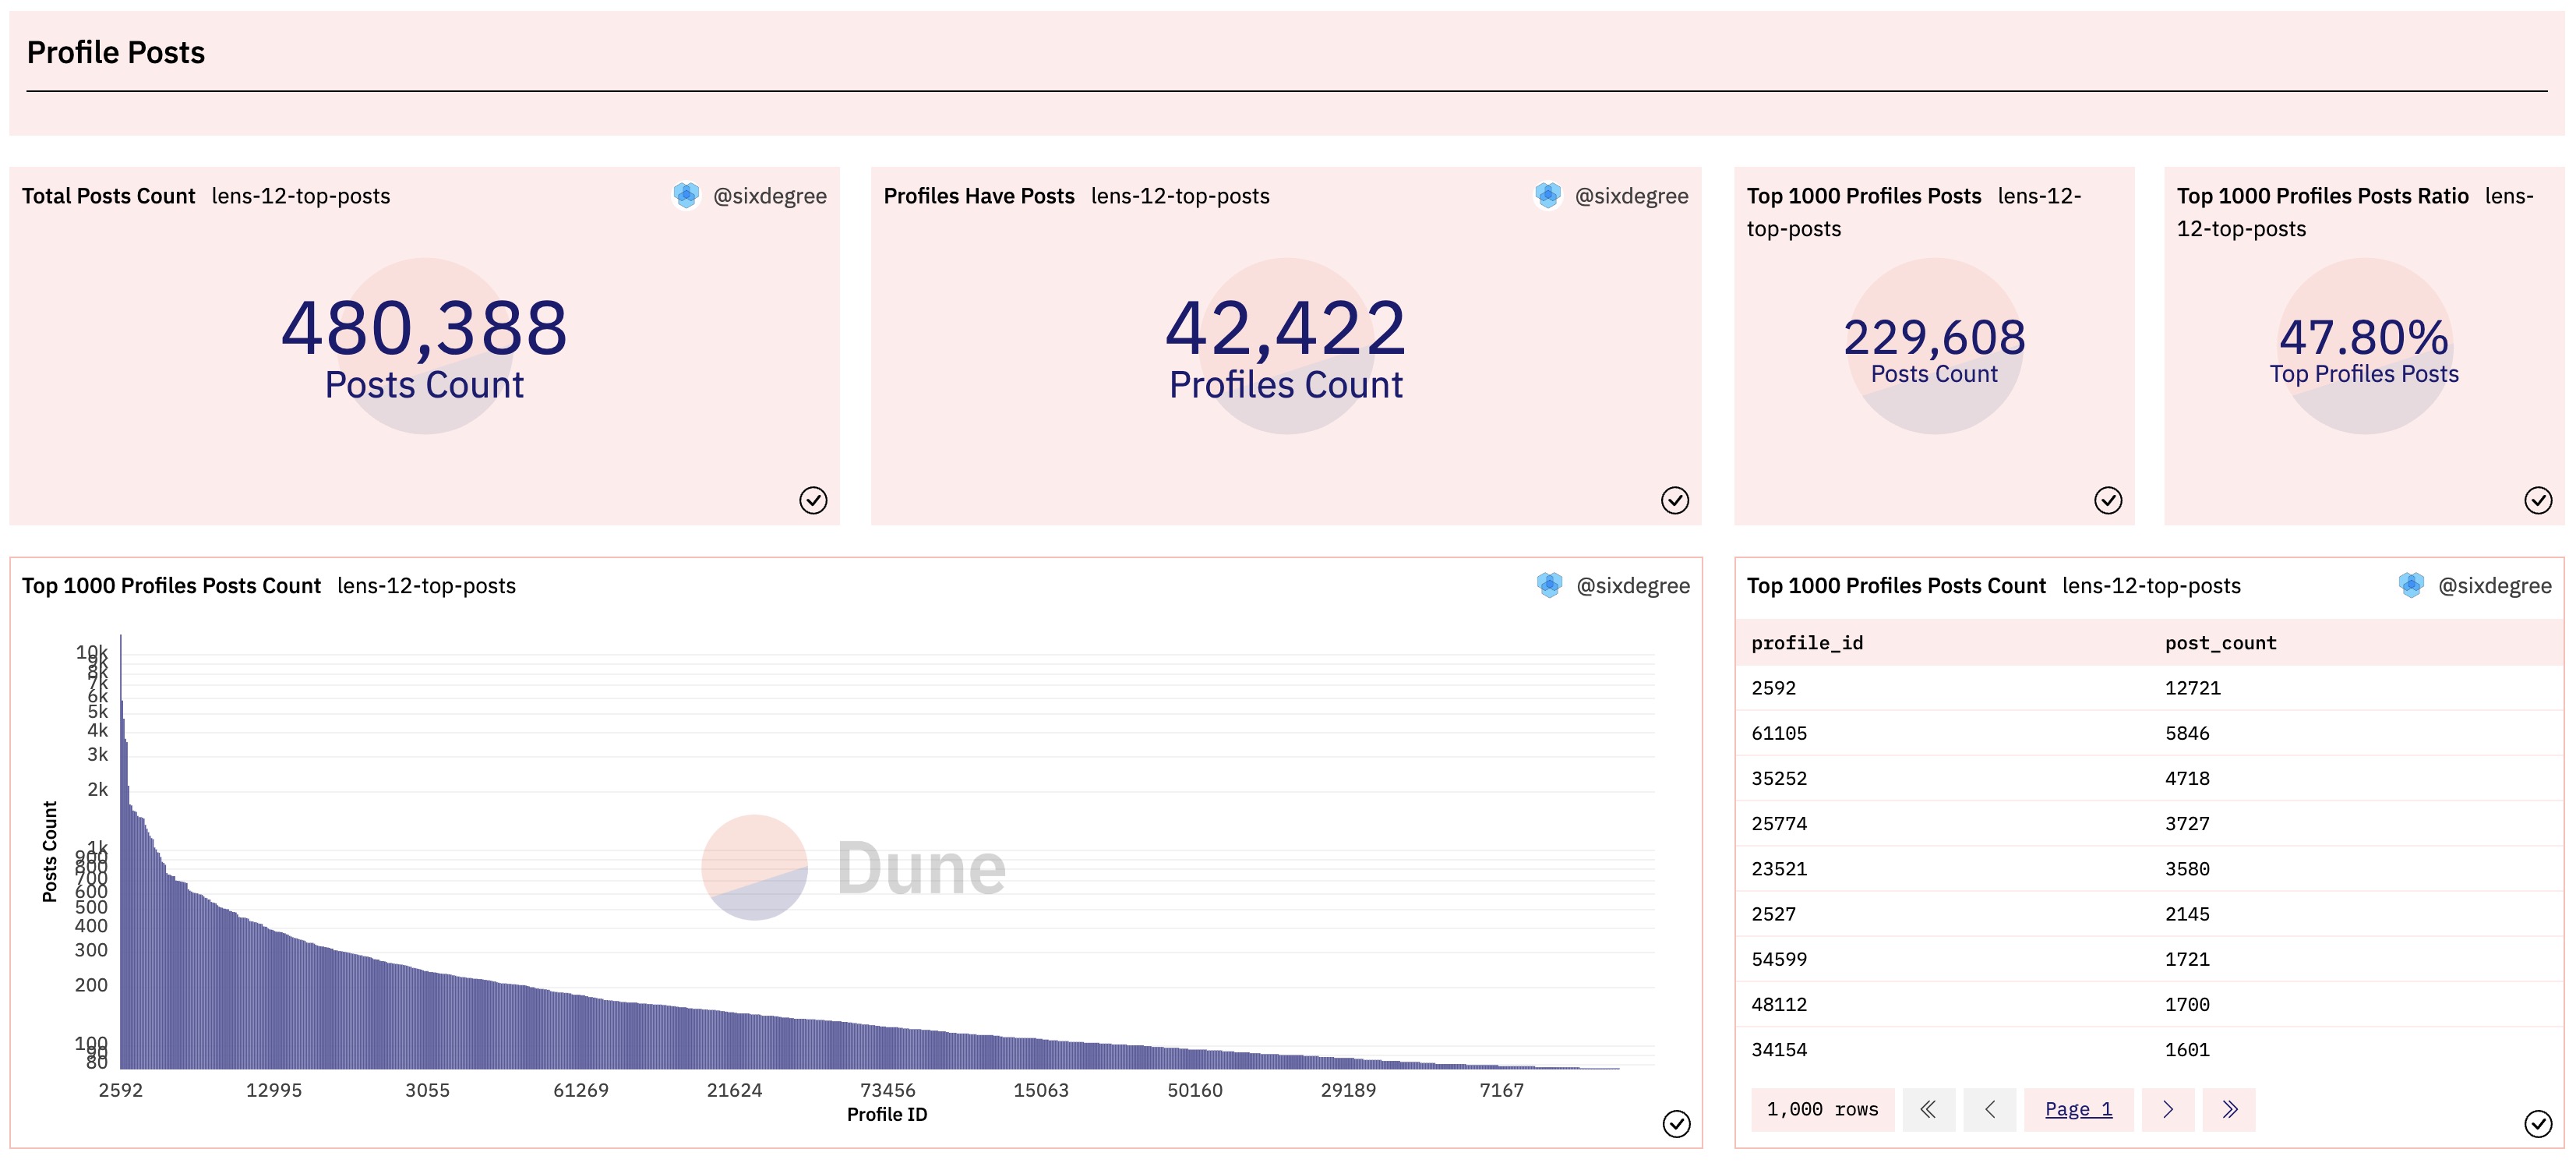 Profile Posts
Total Posts Count lens-12-top-posts @sixdegree
480,388
Posts Count
Profiles Have Posts lens-12-top-posts @sixdegree
42,422
Profiles Count
Top 1000 Profiles Posts lens-12-
top-posts
229,608
Posts Count
Top 1000 Profiles Posts Ratio lens-
12-top-posts
47.80%
Top Profiles Posts
Top 1000 Profiles Posts Count lens-12-top-posts @sixdegree
Posts Count
10k
9k
8k
7k
6k
5k
4k
3k
2k
1k
900
800
700
600
500
400
300
200
100
90
80
Dune
2592 12995 3055 61269 21624 73456 15063 50160 29189 7167
Profile ID
Top 1000 Profiles Posts Count lens-12-top-posts @sixdegree
profile_id post_count
2592 12721
61105 5846
35252 4718
25774 3727
23521 3580
2527 2145
54599 1721
48112 1700
34154 1601
1,000 rows Page 1